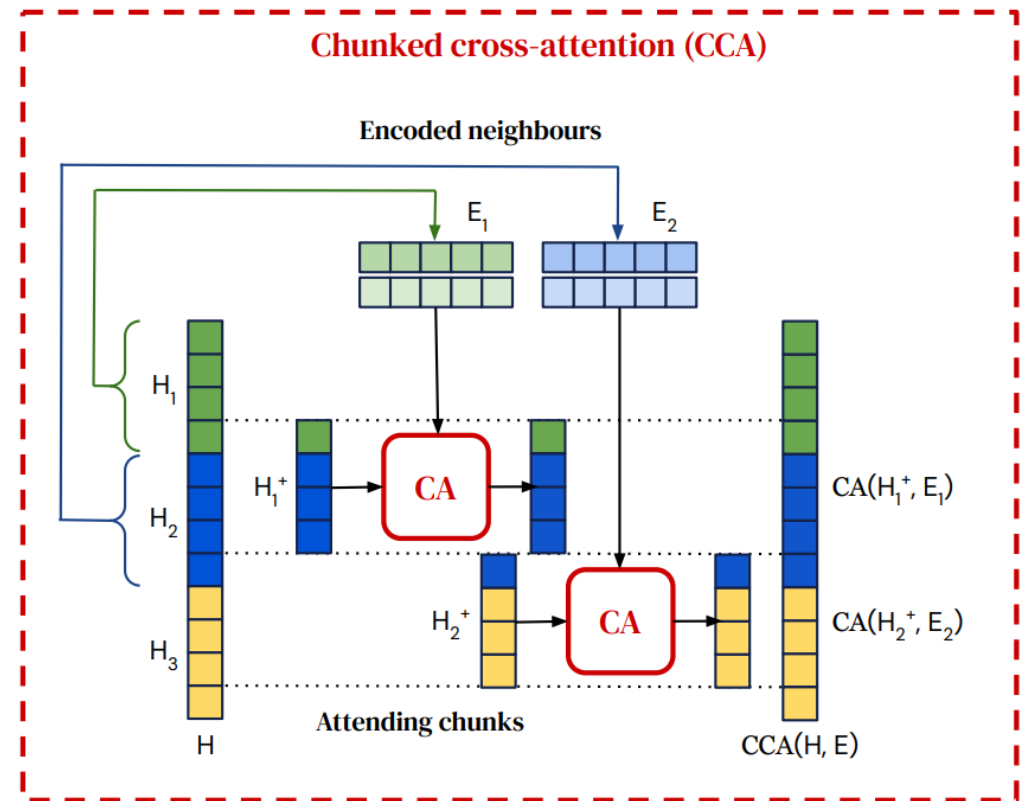 Chunked cross-attention (CCA)
Encoded neighbours
E₁
E₂
H₁
H₁⁺
CA
CA(H₁⁺, E₁)
H₂
H₂⁺
CA
CA(H₂⁺, E₂)
H₃
Attending chunks
H
CCA(H, E)